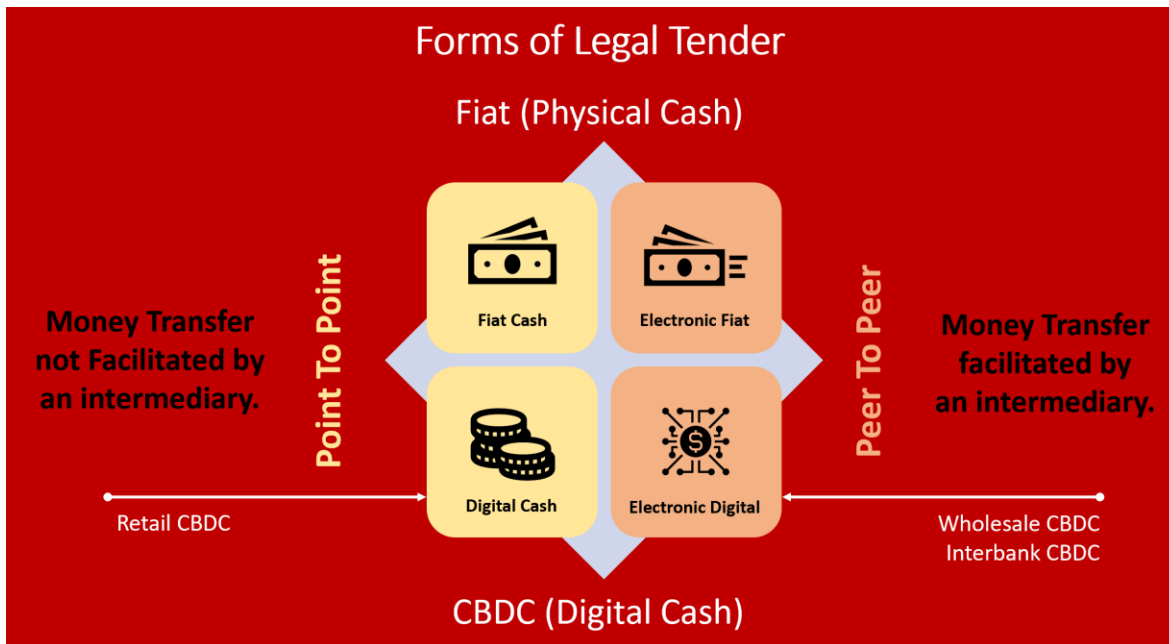 Forms of Legal Tender
Fiat (Physical Cash)
Money Transfer
not Facilitated by
an intermediary.
Point To Point
Fiat Cash
Electronic Fiat
Digital Cash
Electronic Digital
Peer To Peer
Money Transfer
facilitated by
an intermediary.
Retail CBDC
Wholesale CBDC
Interbank CBDC
CBDC (Digital Cash)